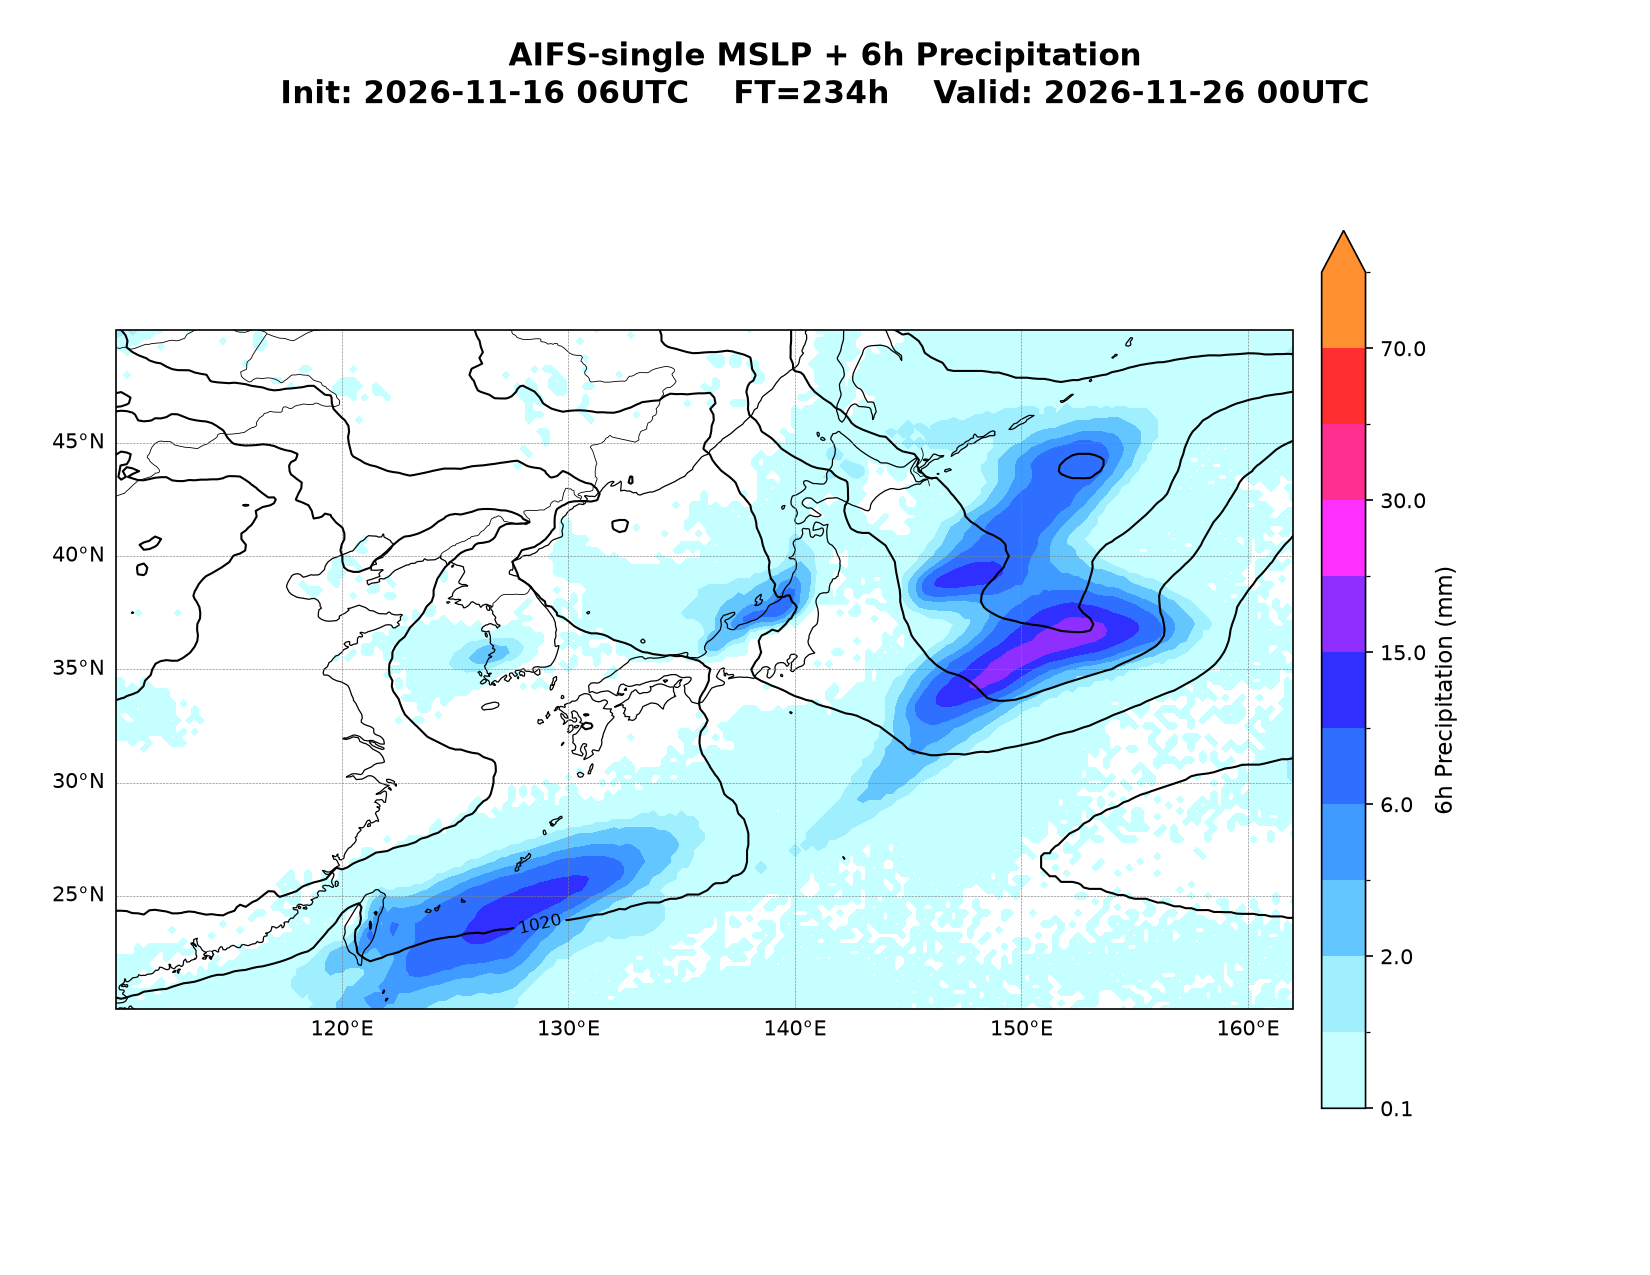 AIFS-single MSLP + 6h Precipitation
Init: 2026-11-16 06UTC    FT=234h    Valid: 2026-11-26 00UTC
70.0
30.0
15.0
6.0
2.0
0.1
6h Precipitation (mm)
45°N
40°N
35°N
30°N
25°N
1020
120°E
130°E
140°E
150°E
160°E